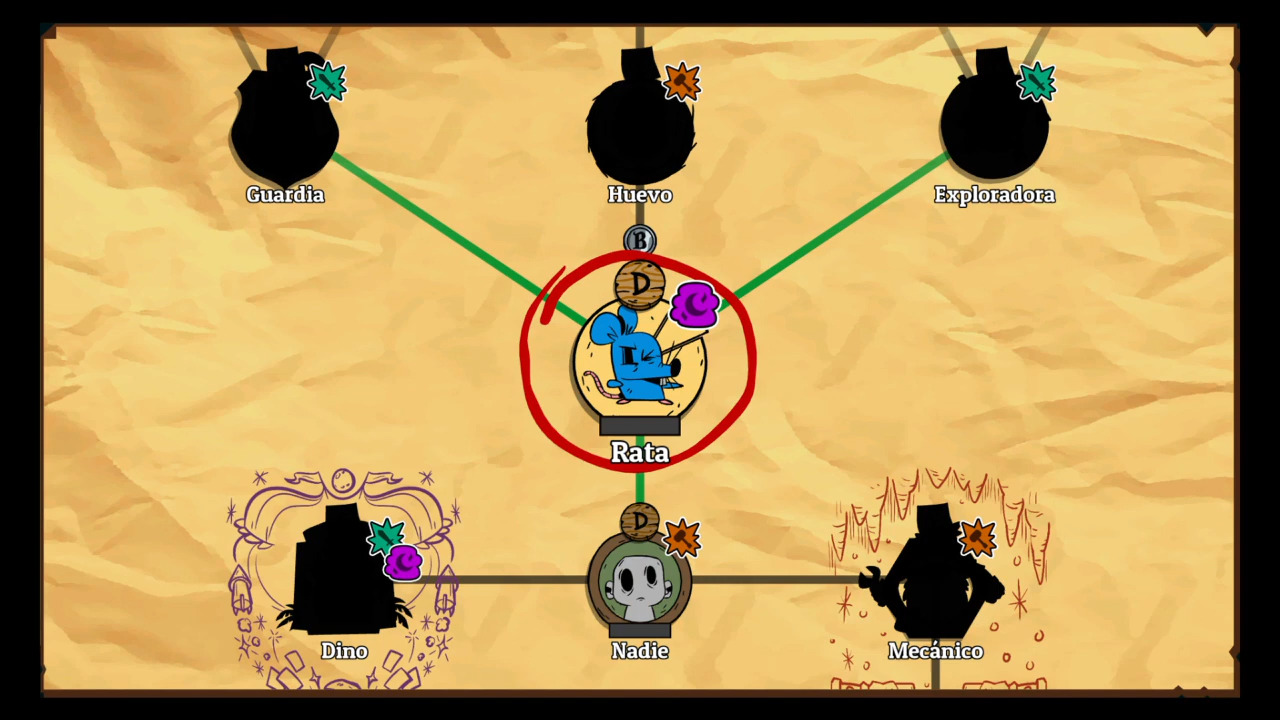 Guardia
Huevo
Exploradora
B
D
Rata
D
Dino
Nadie
Mecánico